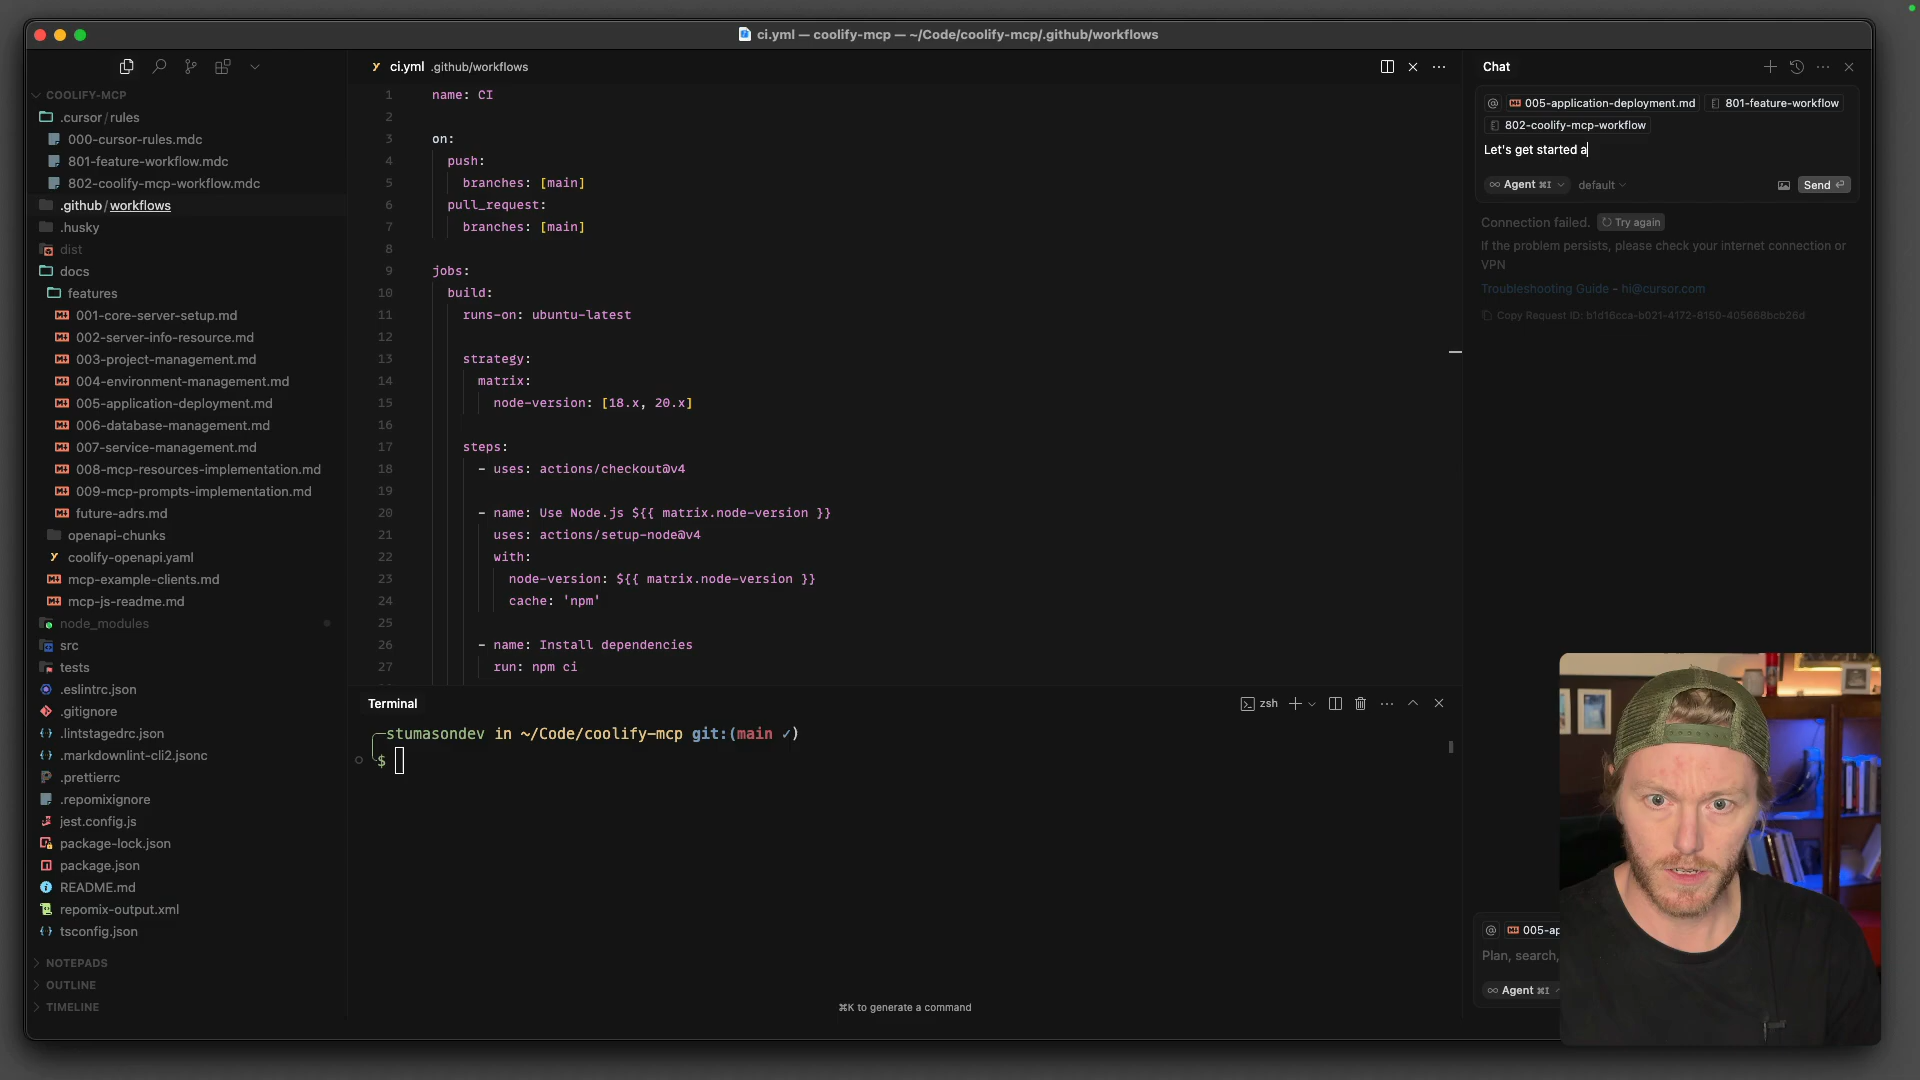 ci.yml — coolify-mcp — ~/Code/coolify-mcp/.github/workflows
COOLIFY-MCP
.cursor/rules
000-cursor-rules.mdc
801-feature-workflow.mdc
802-coolify-mcp-workflow.mdc
.github/workflows
.husky
dist
docs
features
001-core-server-setup.md
002-server-info-resource.md
003-project-management.md
004-environment-management.md
005-application-deployment.md
006-database-management.md
007-service-management.md
008-mcp-resources-implementation.md
009-mcp-prompts-implementation.md
future-adrs.md
openapi-chunks
coolify-openapi.yaml
mcp-example-clients.md
mcp-js-readme.md
node_modules
src
tests
.eslintrc.json
.gitignore
.lintstagedrc.json
.markdownlint-cli2.jsonc
.prettierrc
.repomixignore
jest.config.js
package-lock.json
package.json
README.md
repomix-output.xml
tsconfig.json
NOTEPADS
OUTLINE
TIMELINE
ci.yml .github/workflows
1 name: CI
2
3 on:
4 push:
5 branches: [main]
6 pull_request:
7 branches: [main]
8
9 jobs:
10 build:
11 runs-on: ubuntu-latest
12
13 strategy:
14 matrix:
15 node-version: [18.x, 20.x]
16
17 steps:
18 - uses: actions/checkout@v4
19
20 - name: Use Node.js ${{ matrix.node-version }}
21 uses: actions/setup-node@v4
22 with:
23 node-version: ${{ matrix.node-version }}
24 cache: 'npm'
25
26 - name: Install dependencies
27 run: npm ci
Terminal
zsh
stumasondev in ~/Code/coolify-mcp git:(main ✓)
$
⌘K to generate a command
Chat
@ 005-application-deployment.md 801-feature-workflow
802-coolify-mcp-workflow
Let's get started a
∞ Agent ⌘I default Send ⏎
Connection failed. Try again
If the problem persists, please check your internet connection or
VPN
Troubleshooting Guide - hi@cursor.com
Copy Request ID: b1d16cca-b021-4172-8150-405668bcb26d
@ 005-ap
Plan, search,
∞ Agent ⌘I